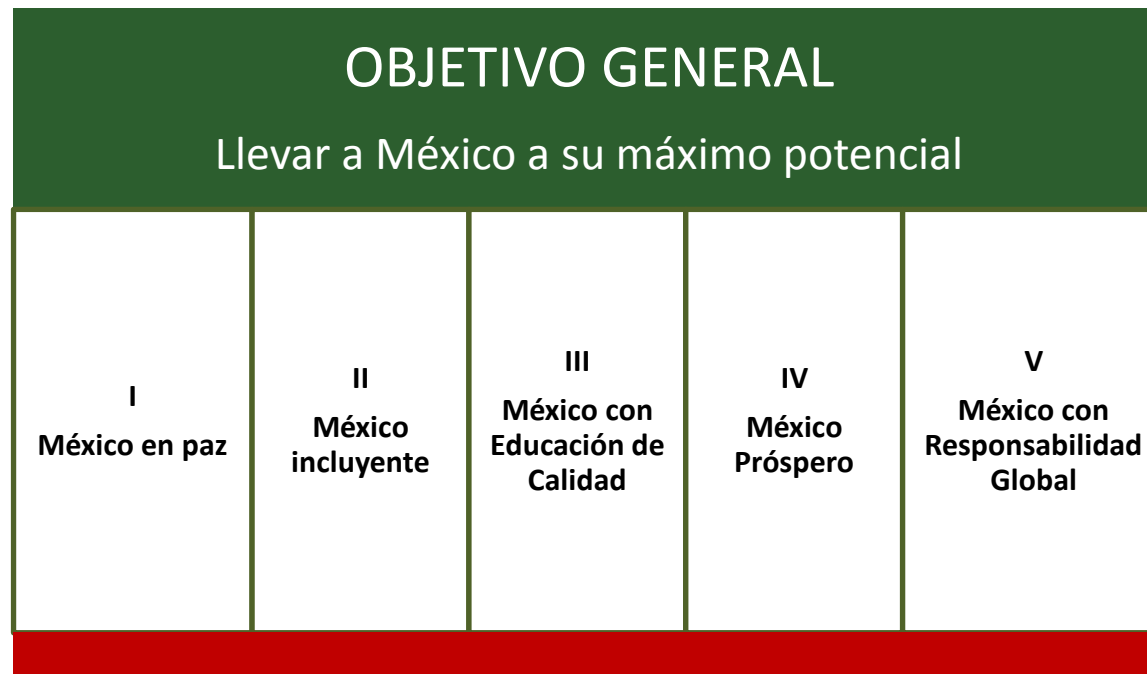 OBJETIVO GENERAL
Llevar a México a su máximo potencial
I
México en paz
II
México
incluyente
III
México con
Educación de
Calidad
IV
México
Próspero
V
México con
Responsabilidad
Global